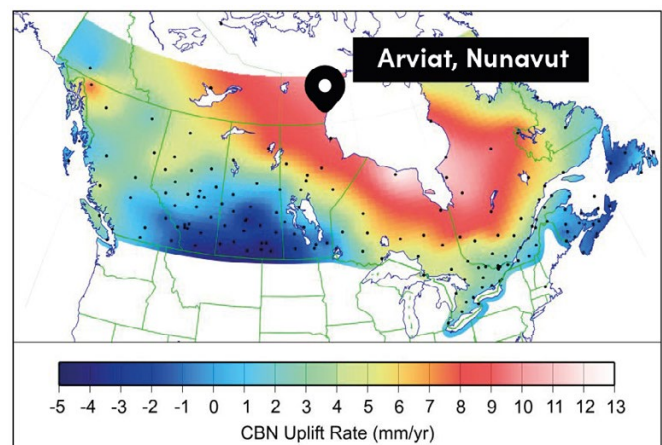 Arviat, Nunavut
-5 -4 -3 -2 -1 0 1 2 3 4 5 6 7 8 9 10 11 12 13
CBN Uplift Rate (mm/yr)